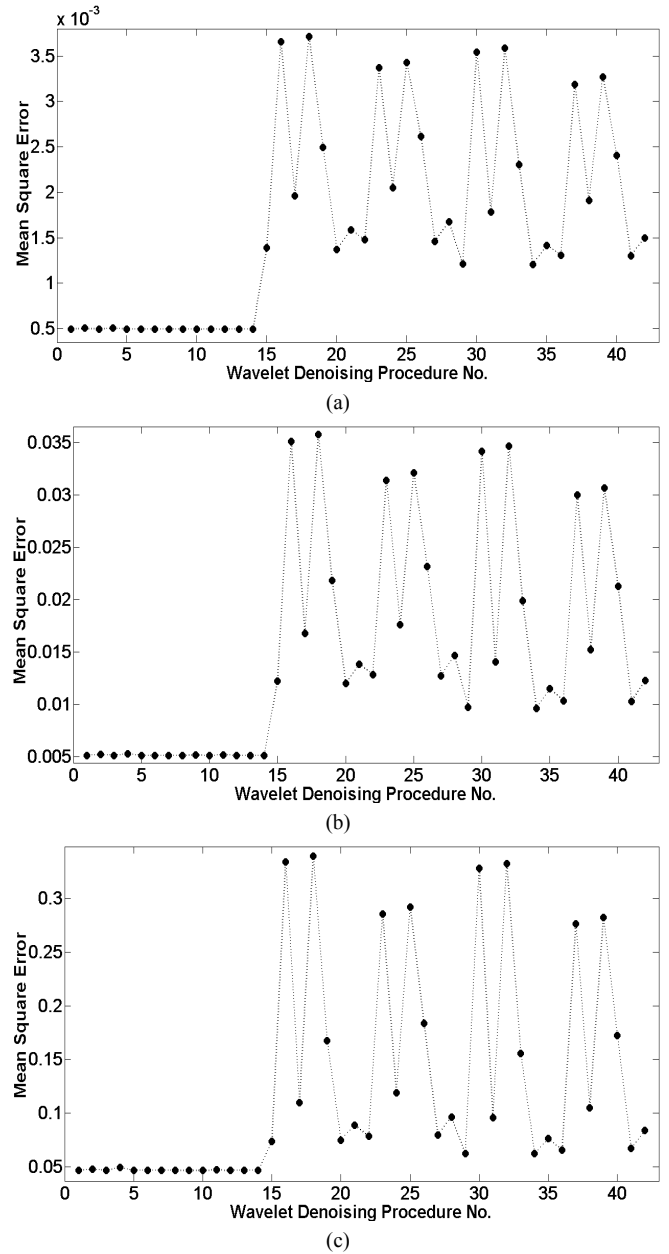 x 10-3
3.5
3
2.5
2
1.5
1
0.5
Mean Square Error
0 5 10 15 20 25 30 35 40
Wavelet Denoising Procedure No.
(a)
0.035
0.03
0.025
0.02
0.015
0.01
0.005
Mean Square Error
0 5 10 15 20 25 30 35 40
Wavelet Denoising Procedure No.
(b)
0.3
0.25
0.2
0.15
0.1
0.05
Mean Square Error
0 5 10 15 20 25 30 35 40
Wavelet Denoising Procedure No.
(c)